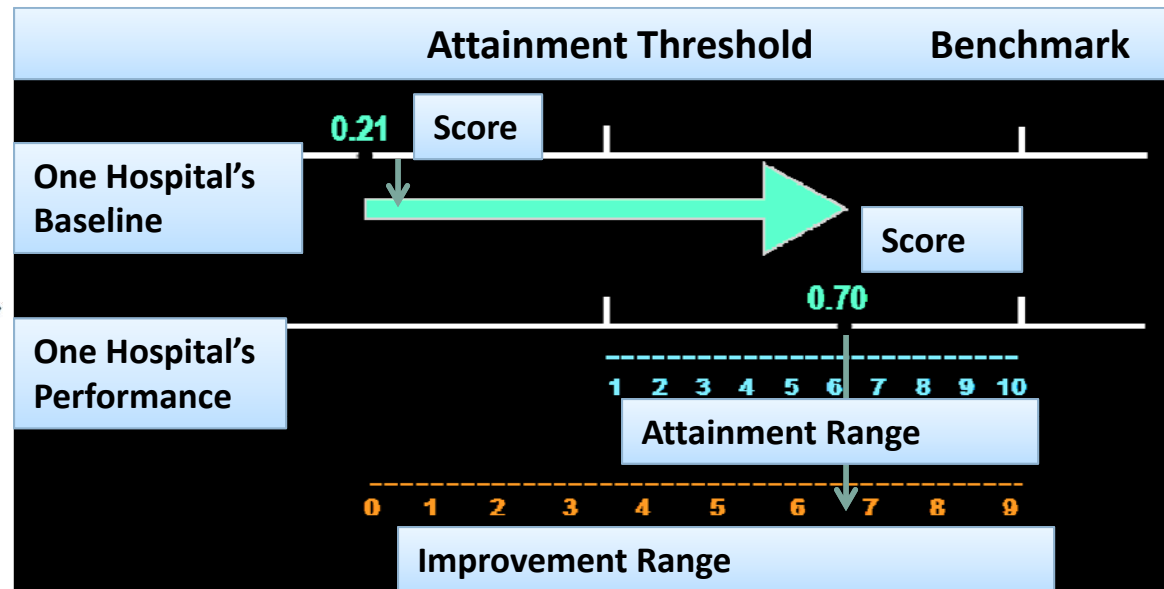 Attainment Threshold Benchmark
0.21 Score
One Hospital's
Baseline
Score
0.70
One Hospital's
Performance
1 2 3 4 5 6 7 8 9 10
Attainment Range
0 1 2 3 4 5 6 7 8 9
Improvement Range